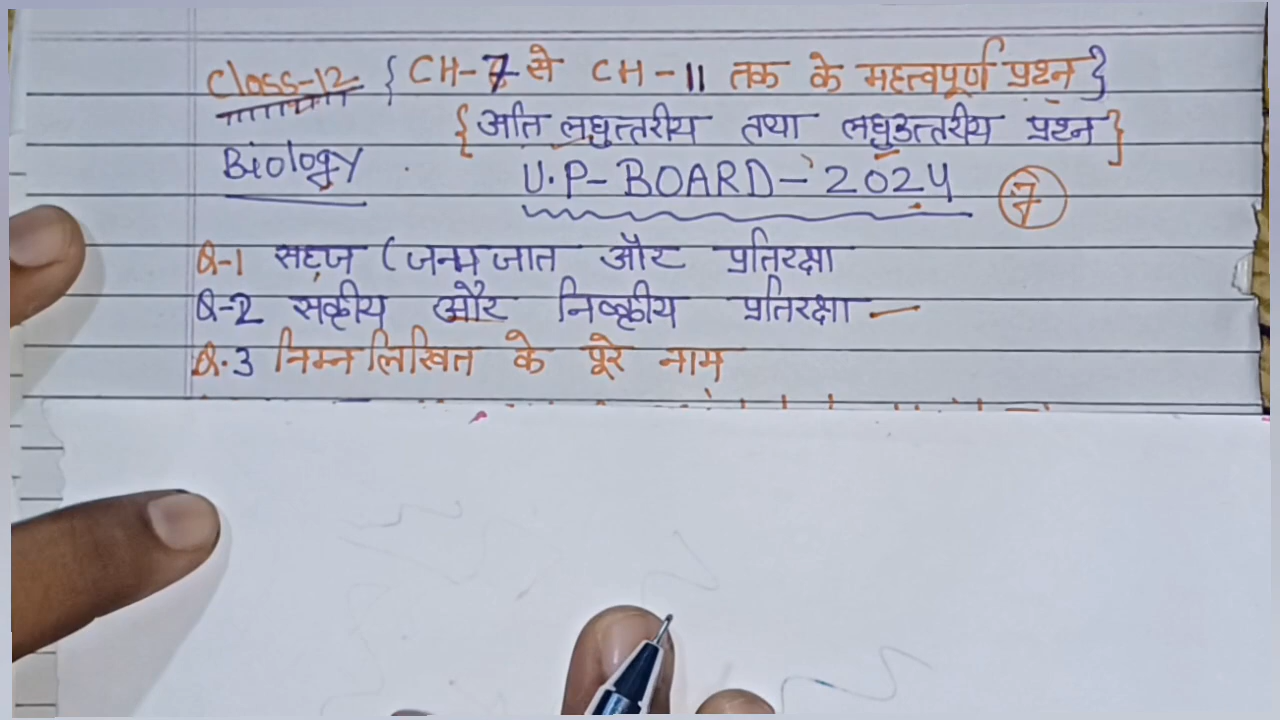 Class-12 { CH-7 से CH-11 तक के महत्वपूर्ण प्रश्न }
{ अति लघुत्तरीय तथा लघुउत्तरीय प्रश्न }
Biology U.P-BOARD-2024 7
Q-1 सहज (जन्मजात और प्रतिरक्षा
Q-2 सक्रीय और निष्क्रीय प्रतिरक्षा -
Q.3 निम्नलिखित के पूरे नाम